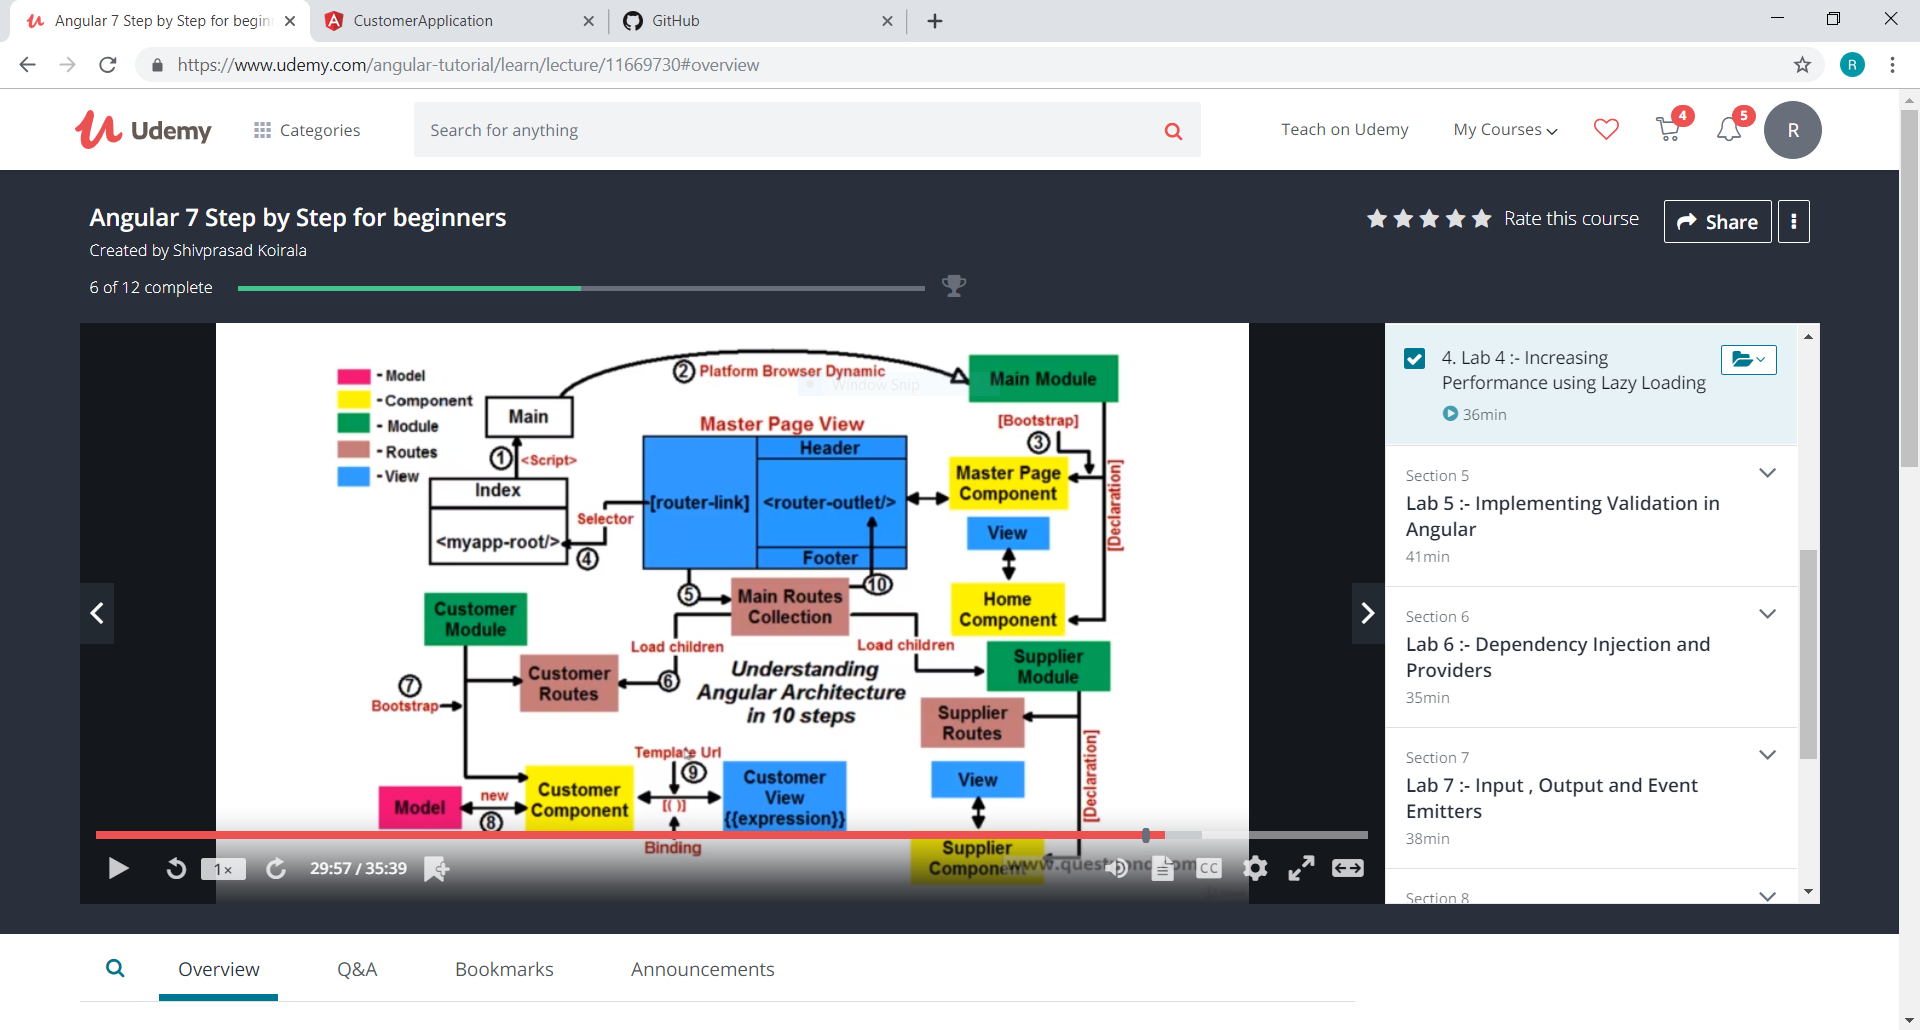 Angular 7 Step by Step for begin
CustomerApplication
GitHub
https://www.udemy.com/angular-tutorial/learn/lecture/11669730#overview
R
Udemy
Categories
Search for anything
Teach on Udemy
My Courses
4
5
R
Angular 7 Step by Step for beginners
Created by Shivprasad Koirala
6 of 12 complete
Rate this course
Share
- Model
- Component
- Module
- Routes
- View
Main
1
<Script>
Index
<myapp-root/>
2 Platform Browser Dynamic
Window Snip
Main Module
Master Page View
Header
[router-link]
<router-outlet/>
Footer
Selector
4
[Bootstrap]
3
Master Page
Component
[Declaration]
View
Home
Component
5
Main Routes
Collection
10
Load children
Load children
6
Customer
Module
Customer
Routes
7
Bootstrap
Understanding
Angular Architecture
in 10 steps
Supplier
Module
Supplier
Routes
View
[Declaration]
Supplier
Component
Template Url
9
[( )]
Binding
Model
new
8
Customer
Component
Customer
View
{{expression}}
1×
29:57 / 35:39
CC
4. Lab 4 :- Increasing
Performance using Lazy Loading
36min
Section 5
Lab 5 :- Implementing Validation in
Angular
41min
Section 6
Lab 6 :- Dependency Injection and
Providers
35min
Section 7
Lab 7 :- Input , Output and Event
Emitters
38min
Section 8
Overview
Q&A
Bookmarks
Announcements